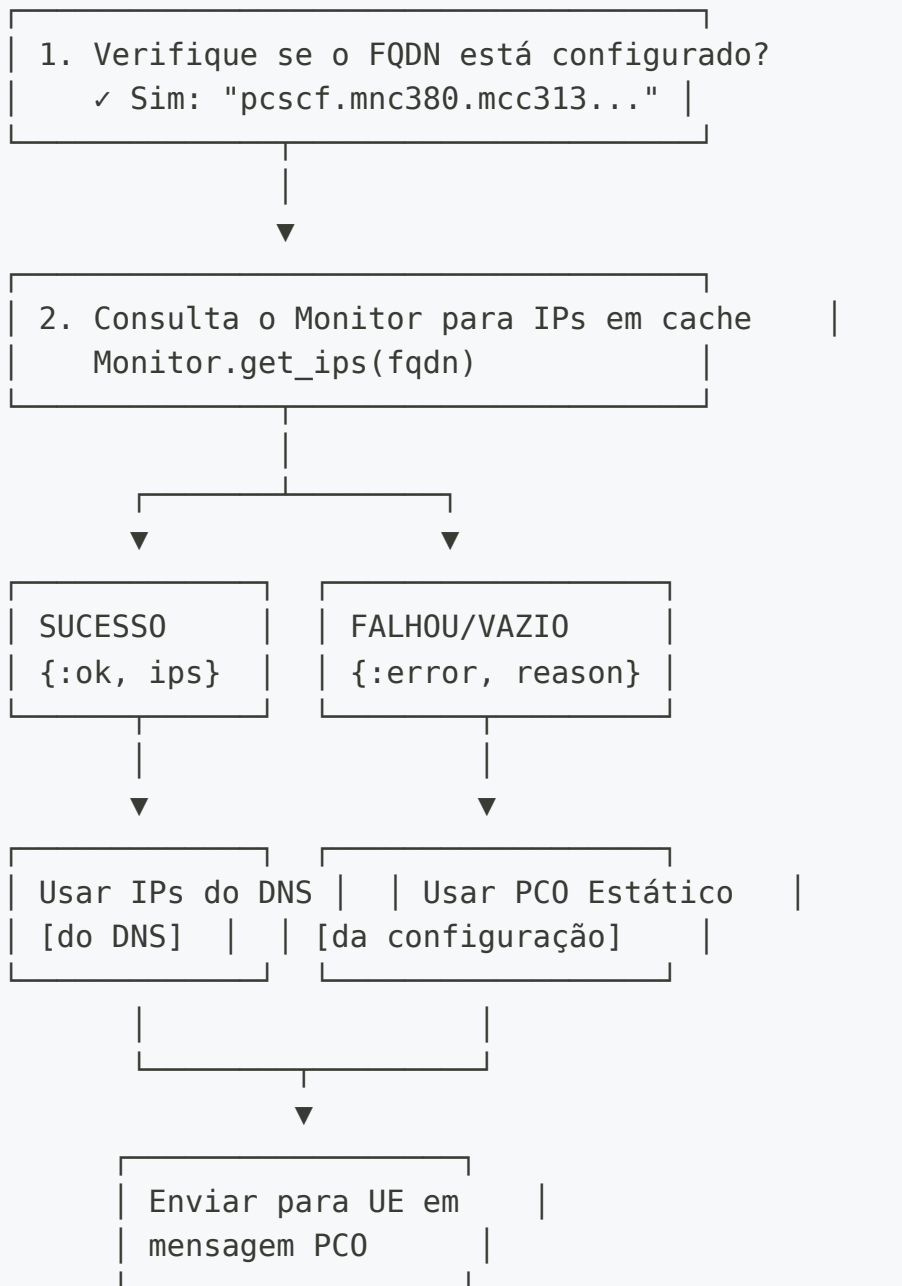 1. Verifique se o FQDN está configurado?
✓ Sim: "pcscf.mnc380.mcc313..."
2. Consulta o Monitor para IPs em cache
Monitor.get_ips(fqdn)
SUCESSO
FALHOU/VAZIO
{:ok, ips}
{:error, reason}
Usar IPs do DNS
Usar PCO Estático
[do DNS]
[da configuração]
Enviar para UE em
mensagem PCO